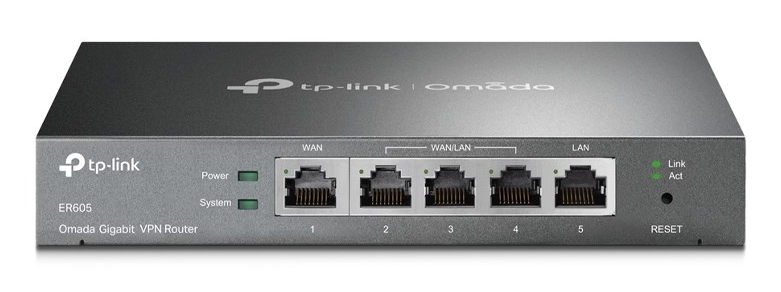 tp-link | Omada
WAN
WAN/LAN
LAN
tp-link
Power
Link
Act
System
ER605
Omada Gigabit VPN Router
1
2
3
4
5
RESET